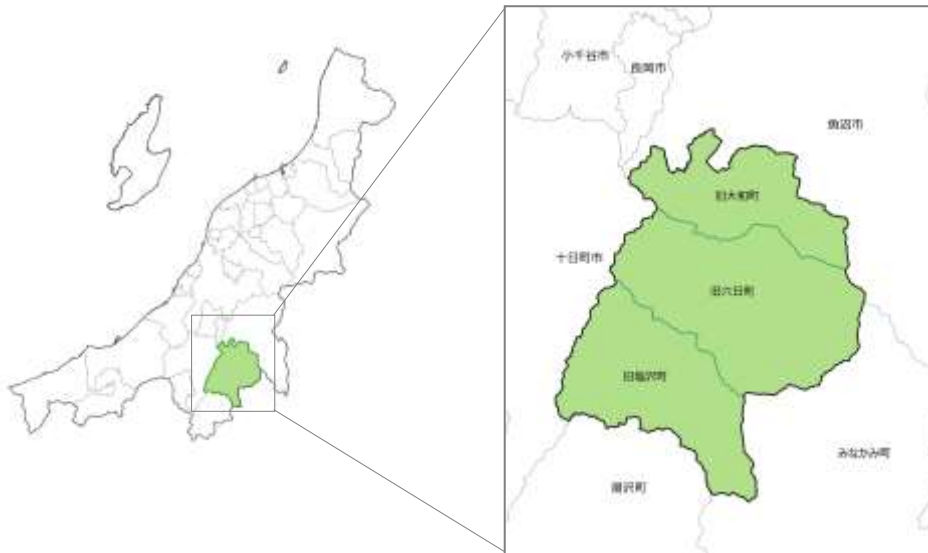 小千谷市
長岡市
魚沼市
旧大和町
十日町市
旧六日町
旧塩沢町
みなかみ町
湯沢町